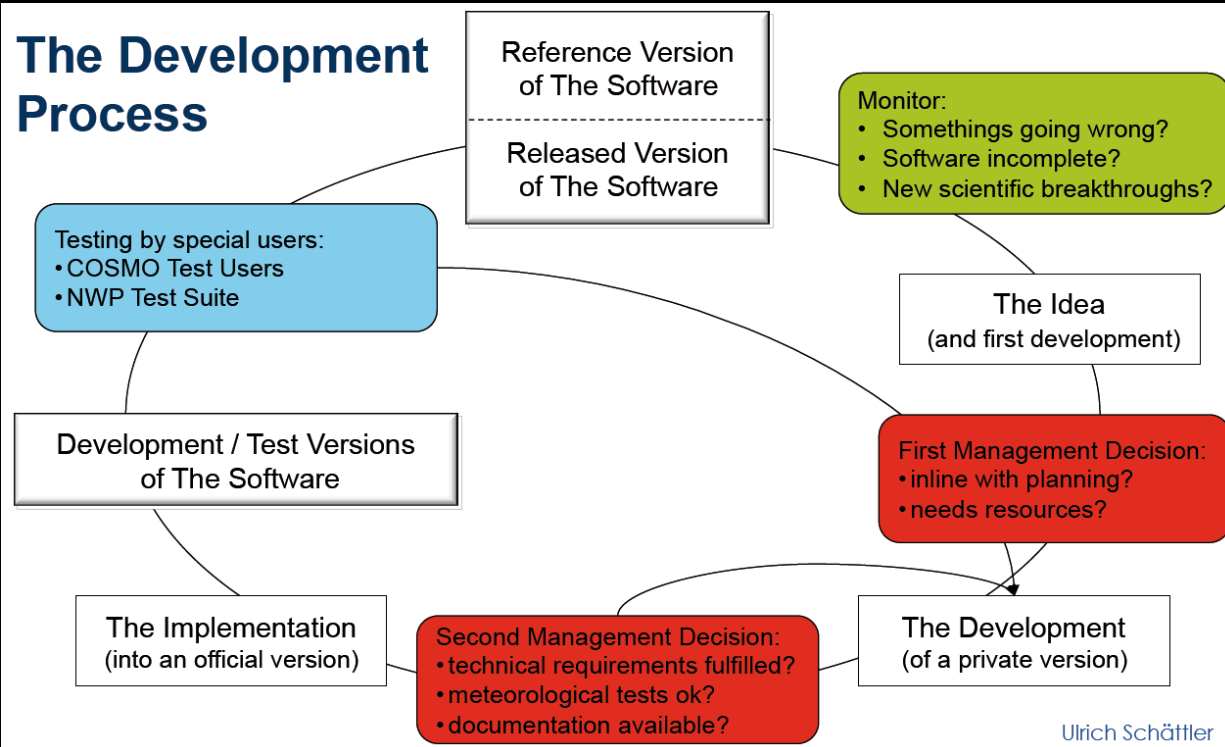 The Development
Process
Reference Version
of The Software
Released Version
of The Software
Monitor:
• Somethings going wrong?
• Software incomplete?
• New scientific breakthroughs?
Testing by special users:
• COSMO Test Users
• NWP Test Suite
The Idea
(and first development)
Development / Test Versions
of The Software
First Management Decision:
• inline with planning?
• needs resources?
The Implementation
(into an official version)
Second Management Decision:
• technical requirements fulfilled?
• meteorological tests ok?
• documentation available?
The Development
(of a private version)
Ulrich Schättler